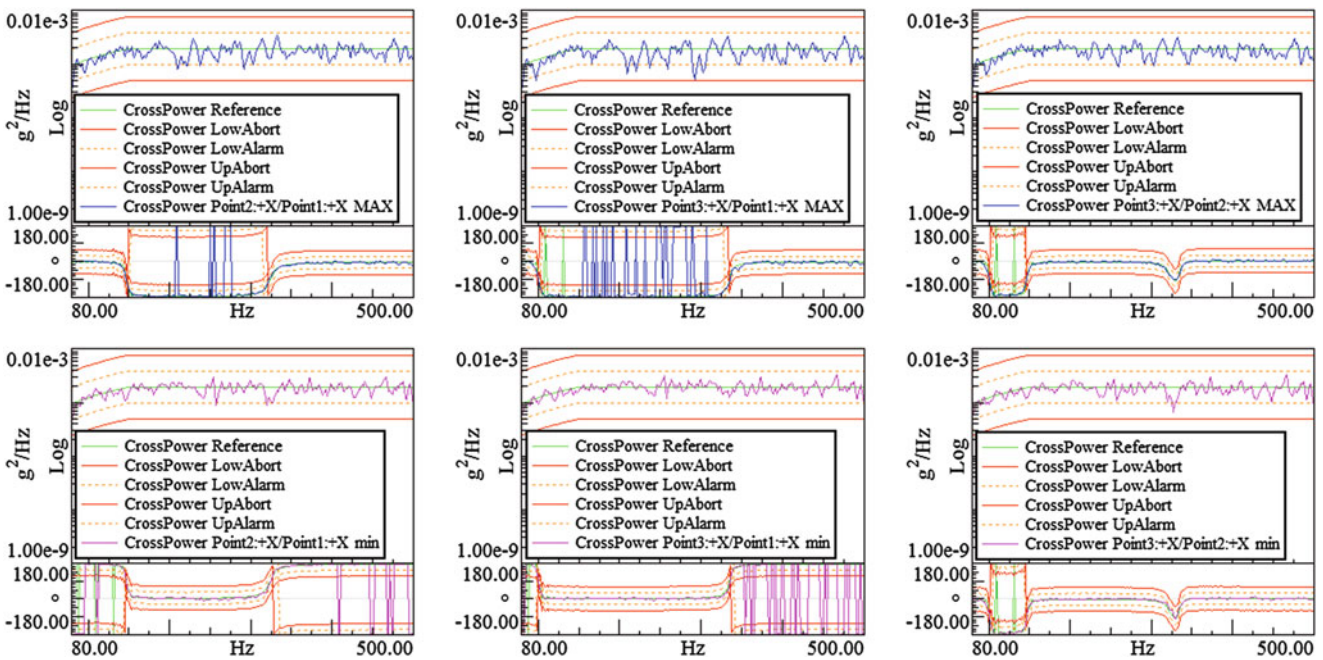 0.01e-3
g²/Hz
Log
CrossPower Reference
CrossPower LowAbort
CrossPower LowAlarm
CrossPower UpAbort
CrossPower UpAlarm
CrossPower Point2:+X/Point1:+X MAX
1.00e-9
180.00
°
-180.00
80.00
Hz
500.00
0.01e-3
g²/Hz
Log
CrossPower Reference
CrossPower LowAbort
CrossPower LowAlarm
CrossPower UpAbort
CrossPower UpAlarm
CrossPower Point3:+X/Point1:+X MAX
1.00e-9
180.00
°
-180.00
80.00
Hz
500.00
0.01e-3
g²/Hz
Log
CrossPower Reference
CrossPower LowAbort
CrossPower LowAlarm
CrossPower UpAbort
CrossPower UpAlarm
CrossPower Point3:+X/Point2:+X MAX
1.00e-9
180.00
°
-180.00
80.00
Hz
500.00
0.01e-3
g²/Hz
Log
CrossPower Reference
CrossPower LowAbort
CrossPower LowAlarm
CrossPower UpAbort
CrossPower UpAlarm
CrossPower Point2:+X/Point1:+X min
1.00e-9
180.00
°
-180.00
80.00
Hz
500.00
0.01e-3
g²/Hz
Log
CrossPower Reference
CrossPower LowAbort
CrossPower LowAlarm
CrossPower UpAbort
CrossPower UpAlarm
CrossPower Point3:+X/Point1:+X min
1.00e-9
180.00
°
-180.00
80.00
Hz
500.00
0.01e-3
g²/Hz
Log
CrossPower Reference
CrossPower LowAbort
CrossPower LowAlarm
CrossPower UpAbort
CrossPower UpAlarm
CrossPower Point3:+X/Point2:+X min
1.00e-9
180.00
°
-180.00
80.00
Hz
500.00